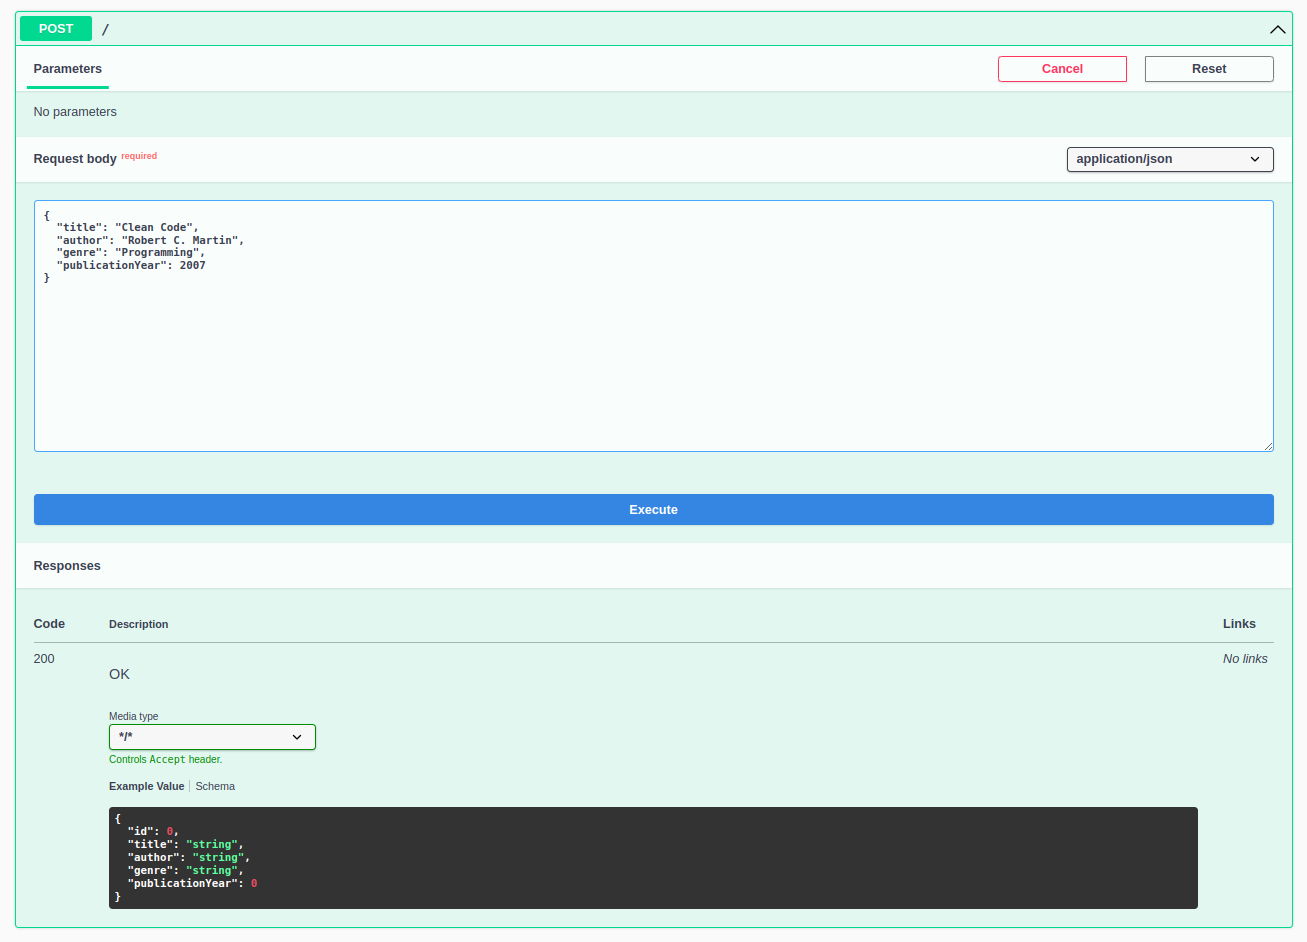 POST /
Parameters Cancel Reset
No parameters
Request body required application/json
{
  "title": "Clean Code",
  "author": "Robert C. Martin",
  "genre": "Programming",
  "publicationYear": 2007
}
Execute
Responses
Code Description Links
200 No links
OK
Media type
*/*
Controls Accept header.
Example Value Schema
{
  "id": 0,
  "title": "string",
  "author": "string",
  "genre": "string",
  "publicationYear": 0
}